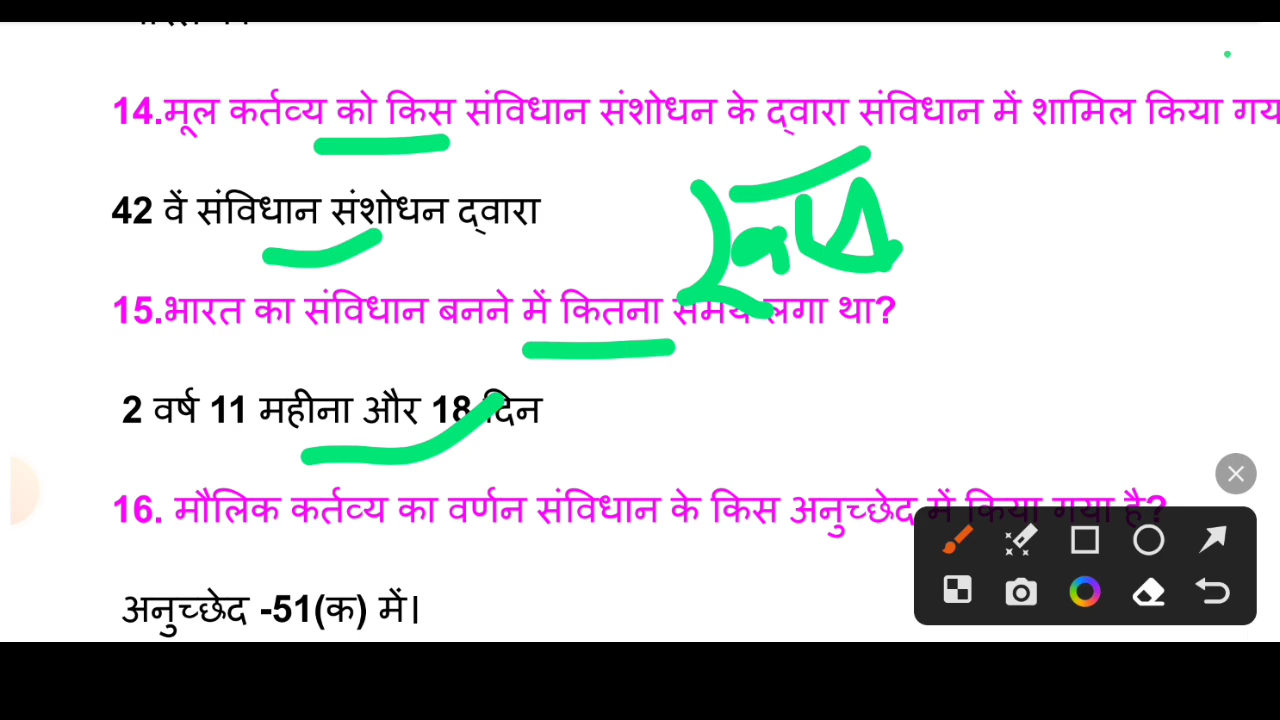 14.मूल कर्तव्य को किस संविधान संशोधन के द्वारा संविधान में शामिल किया गय
42 वें संविधान संशोधन द्वारा
15.भारत का संविधान बनने में कितना समय लगा था?
2 वर्ष 11 महीना और 18 दिन
16. मौलिक कर्तव्य का वर्णन संविधान के किस अनुच्छेद में किया गया है?
अनुच्छेद -51(क) में।